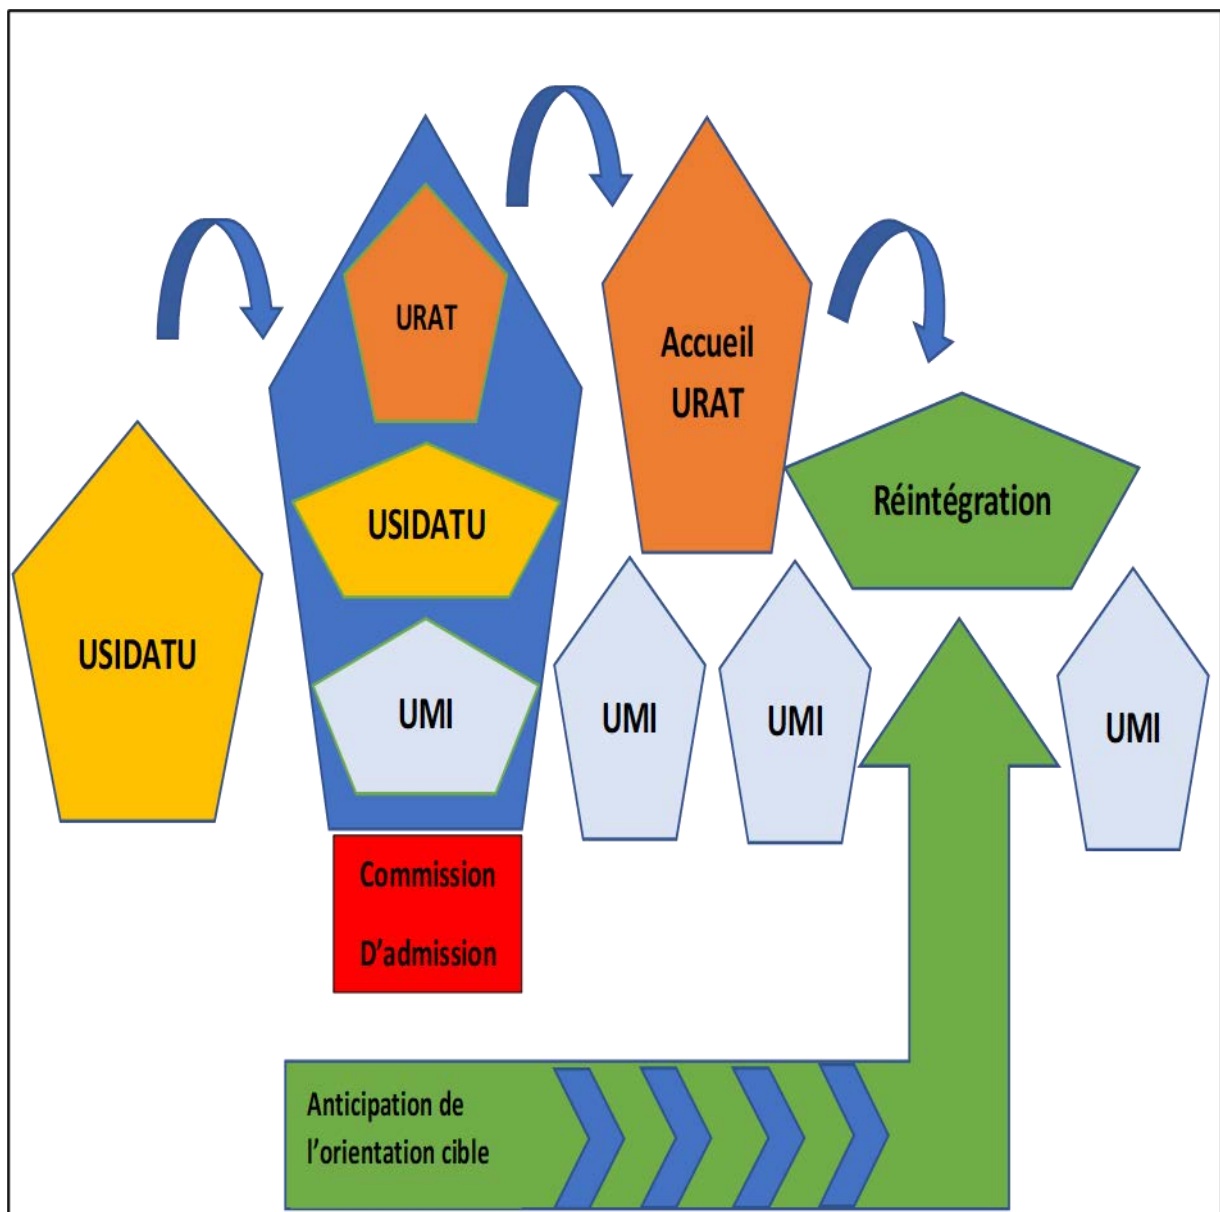 URAT
Accueil
URAT
Réintégration
USIDATU
USIDATU
UMI
UMI
UMI
UMI
Commission
D'admission
Anticipation de
l'orientation cible